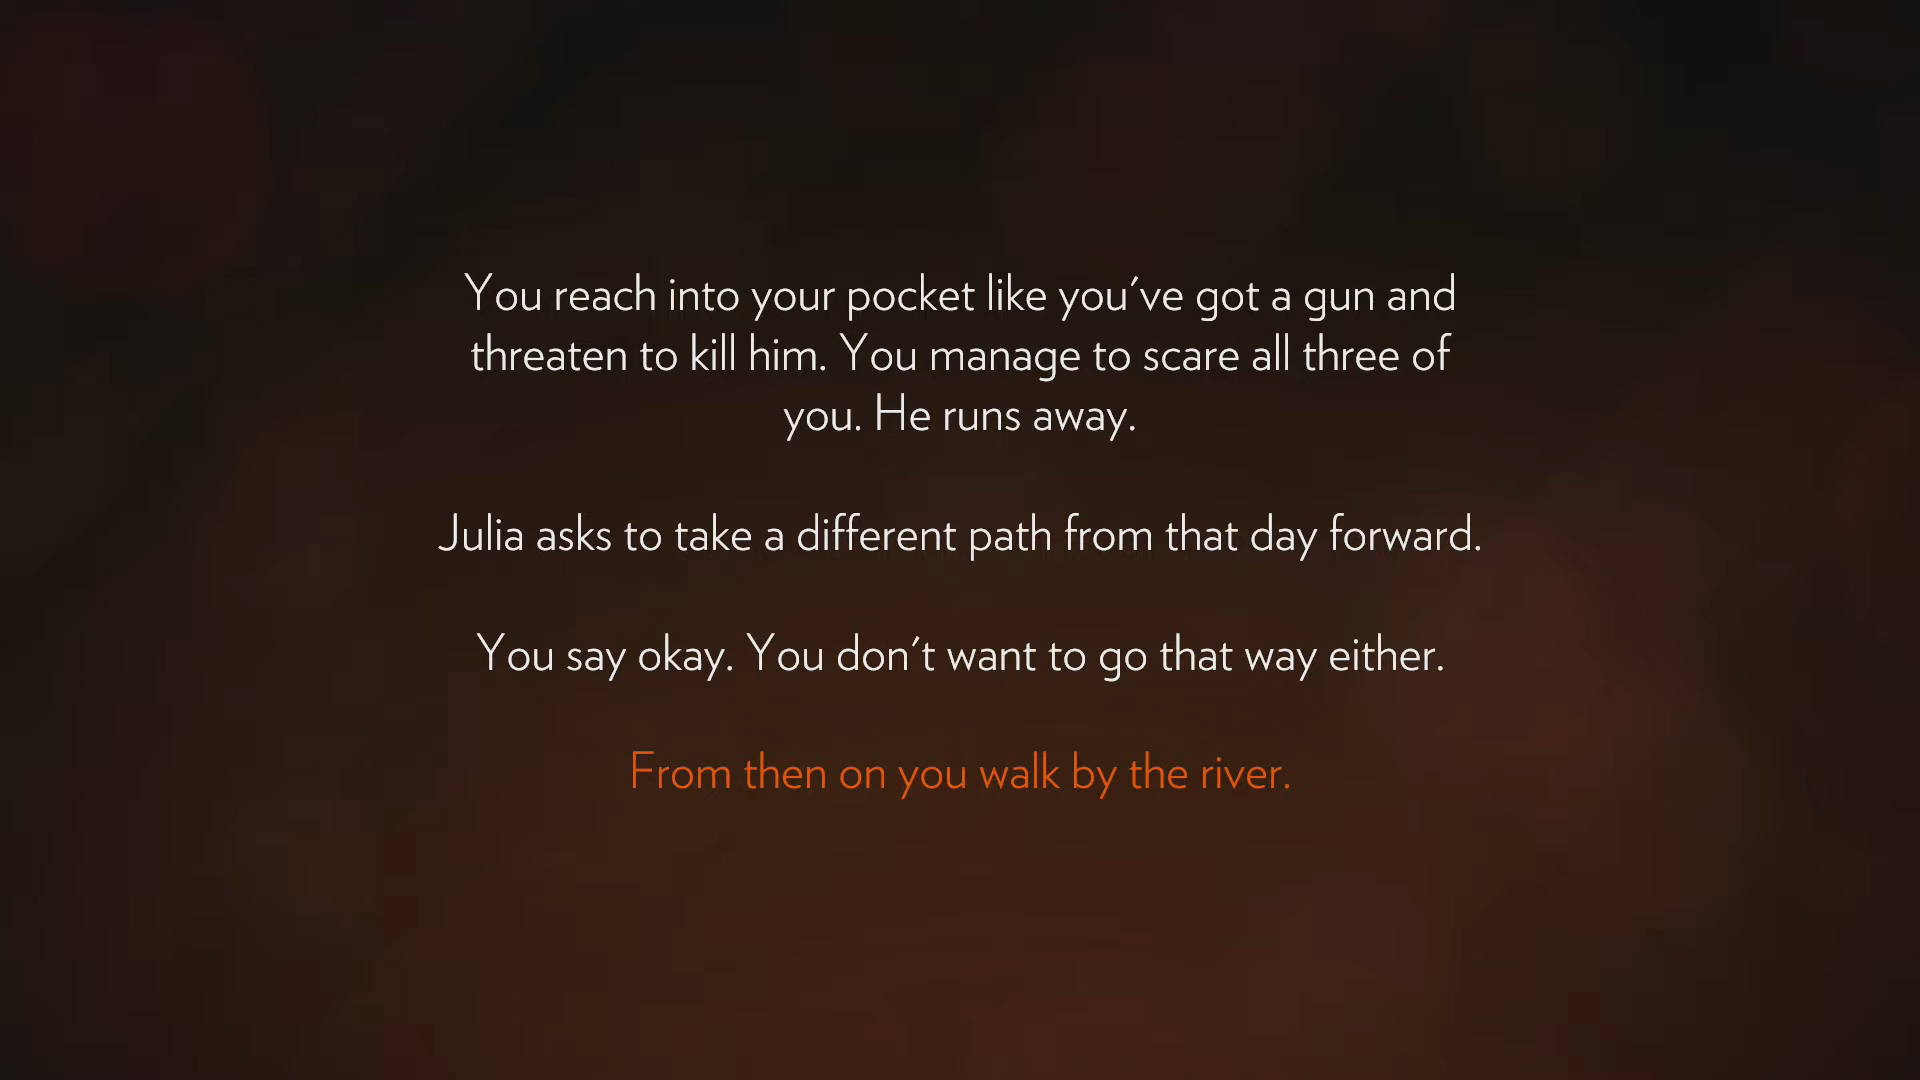 You reach into your pocket like you've got a gun and
threaten to kill him. You manage to scare all three of
you. He runs away.
Julia asks to take a different path from that day forward.
You say okay. You don't want to go that way either.
From then on you walk by the river.